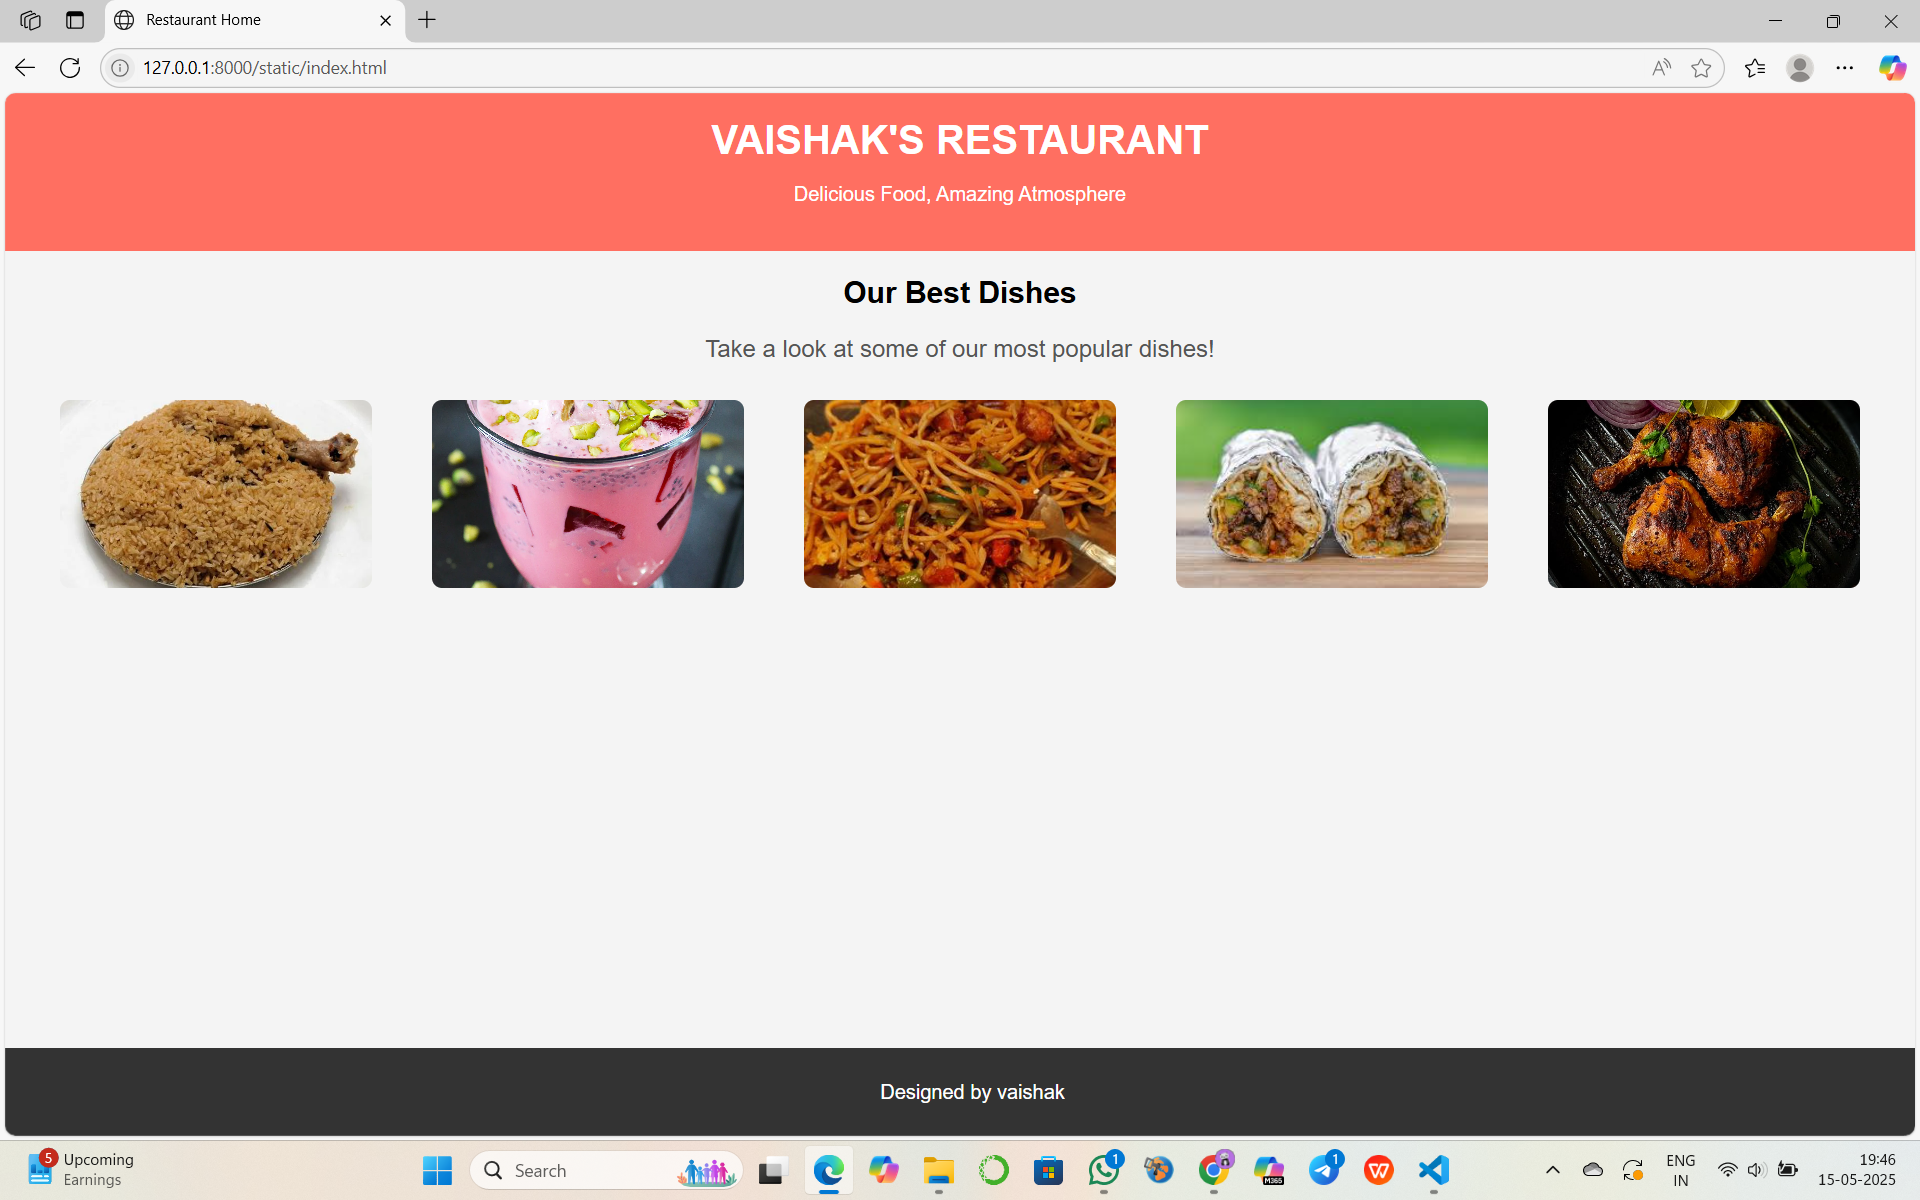 Restaurant Home
127.0.0.1:8000/static/index.html
VAISHAK'S RESTAURANT
Delicious Food, Amazing Atmosphere
Our Best Dishes
Take a look at some of our most popular dishes!
Designed by vaishak
5
Upcoming
Earnings
Search
1
M365
1
ENG
IN
19:46
15-05-2025